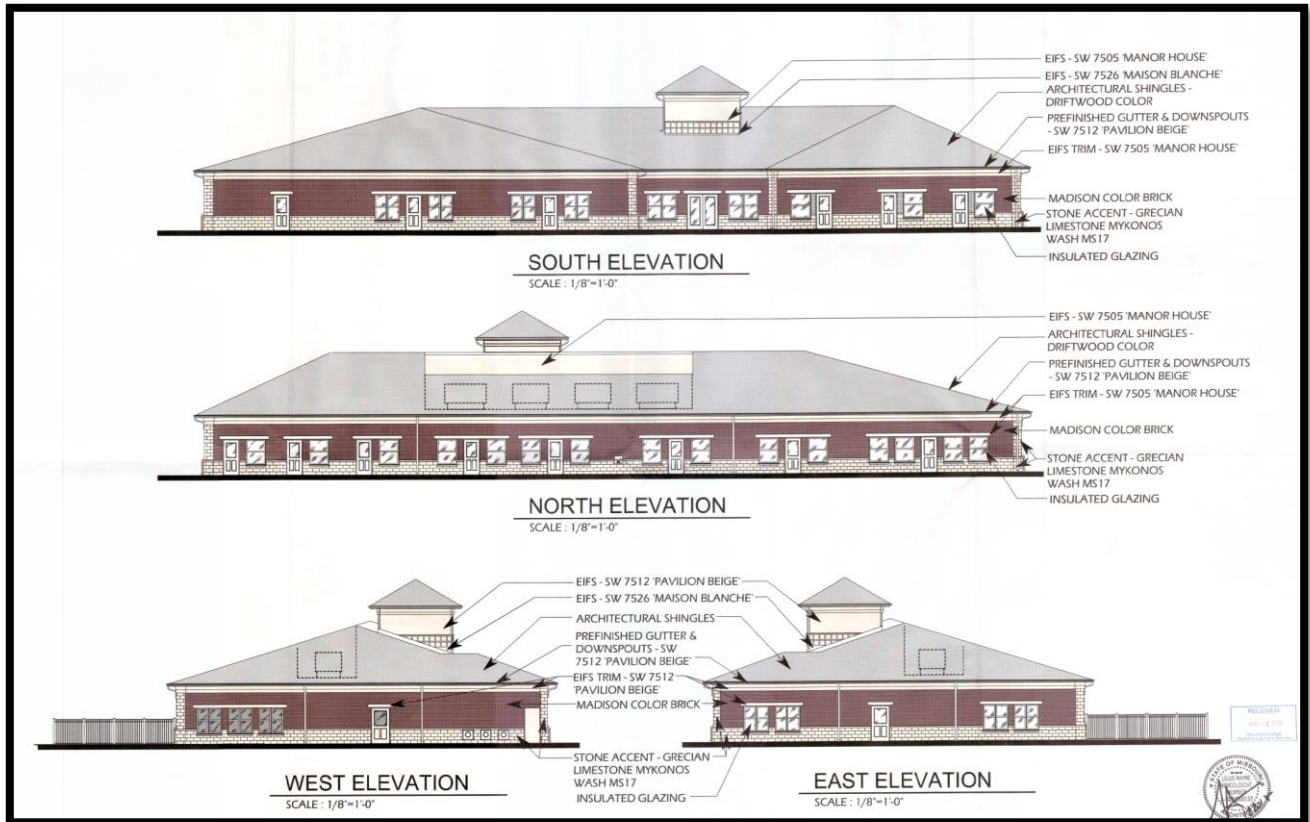 EIFS - SW 7505 'MANOR HOUSE'
EIFS - SW 7526 'MAISON BLANCHE'
ARCHITECTURAL SHINGLES -
DRIFTWOOD COLOR
PREFINISHED GUTTER & DOWNSPOUTS
- SW 7512 'PAVILION BEIGE'
EIFS TRIM - SW 7505 'MANOR HOUSE'
MADISON COLOR BRICK
STONE ACCENT - GRECIAN
LIMESTONE MYKONOS
WASH MS17
INSULATED GLAZING
SOUTH ELEVATION
SCALE : 1/8"=1'-0"
EIFS - SW 7505 'MANOR HOUSE'
ARCHITECTURAL SHINGLES -
DRIFTWOOD COLOR
PREFINISHED GUTTER & DOWNSPOUTS
- SW 7512 'PAVILION BEIGE'
EIFS TRIM - SW 7505 'MANOR HOUSE'
MADISON COLOR BRICK
STONE ACCENT - GRECIAN
LIMESTONE MYKONOS
WASH MS17
INSULATED GLAZING
NORTH ELEVATION
SCALE : 1/8"=1'-0"
EIFS - SW 7512 'PAVILION BEIGE'
EIFS - SW 7526 'MAISON BLANCHE'
ARCHITECTURAL SHINGLES
PREFINISHED GUTTER &
DOWNSPOUTS - SW
7512 'PAVILION BEIGE'
EIFS TRIM - SW 7512
'PAVILION BEIGE'
MADISON COLOR BRICK
STONE ACCENT - GRECIAN
LIMESTONE MYKONOS
WASH MS17
INSULATED GLAZING
WEST ELEVATION
SCALE : 1/8"=1'-0"
EAST ELEVATION
SCALE : 1/8"=1'-0"
RECEIVED
STATE OF MISSOURI
LOUIS WAYNE
NUMBER